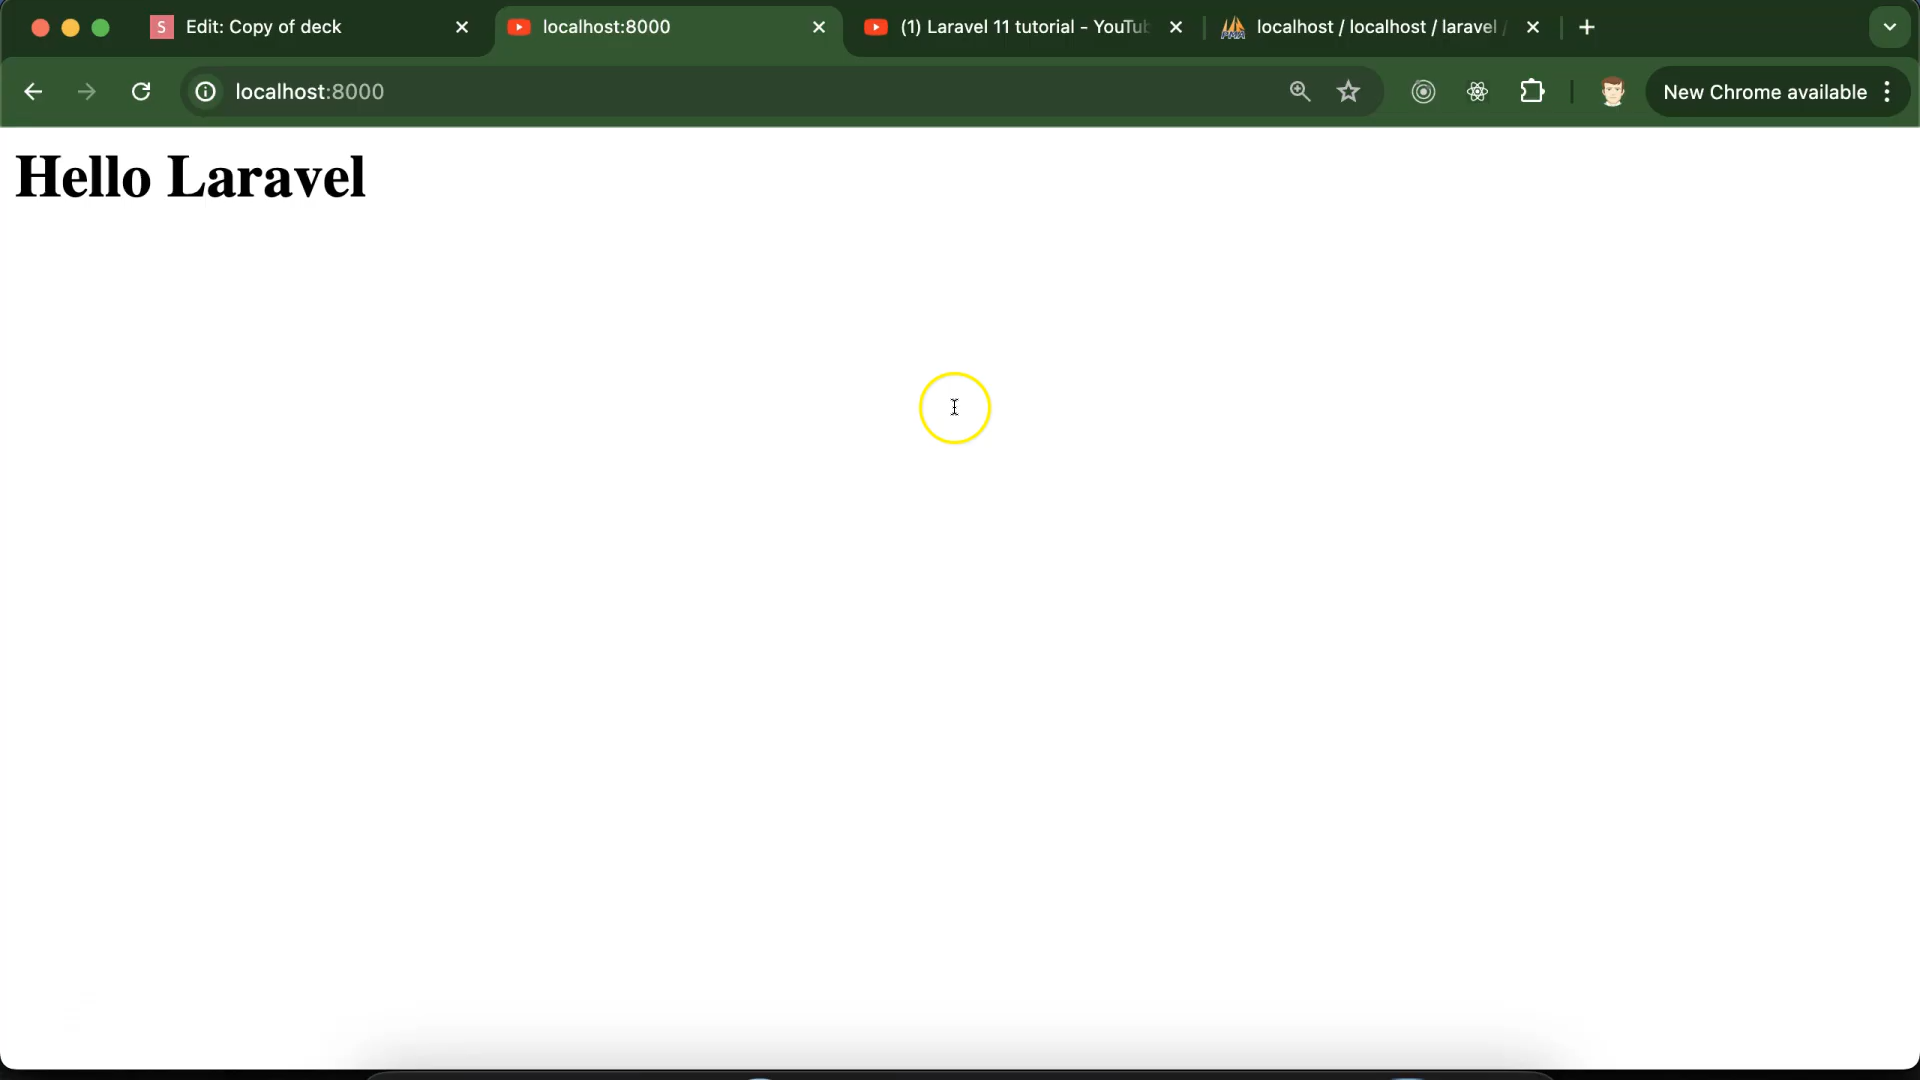 S Edit: Copy of deck
localhost:8000
(1) Laravel 11 tutorial - YouTub
localhost / localhost / laravel /
localhost:8000
New Chrome available
Hello Laravel